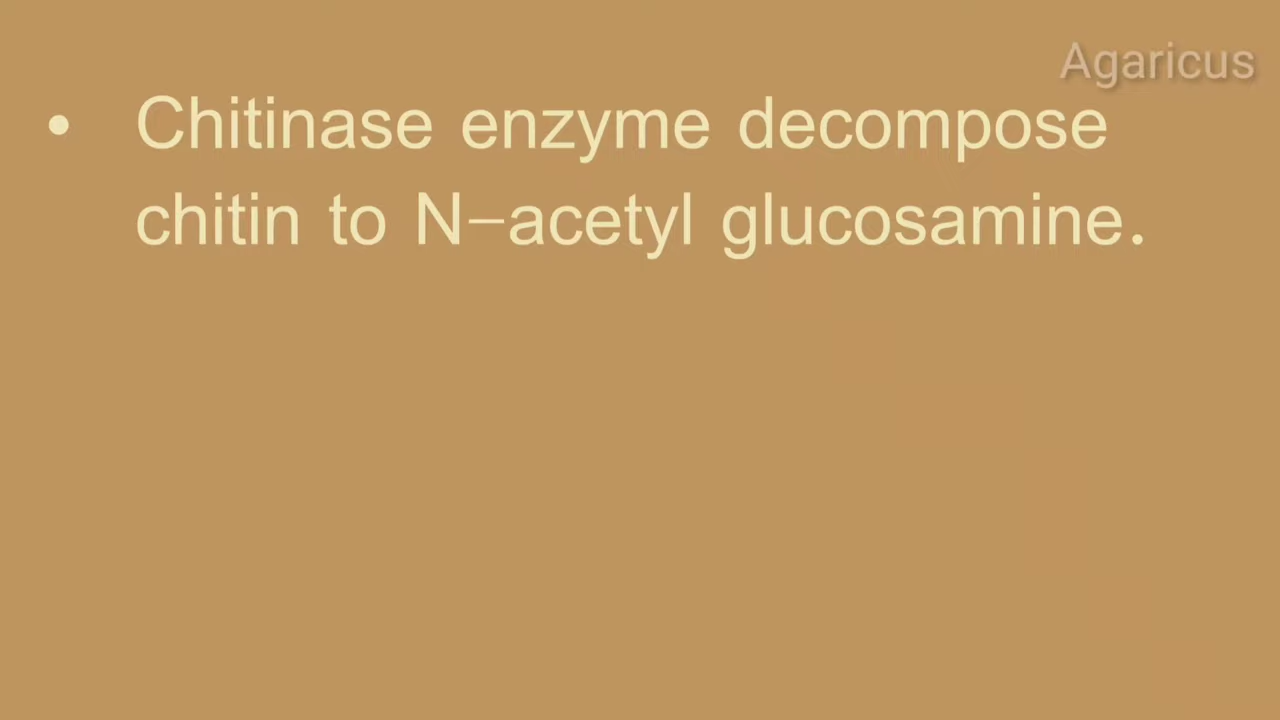 Agaricus
• Chitinase enzyme decompose
chitin to N-acetyl glucosamine.